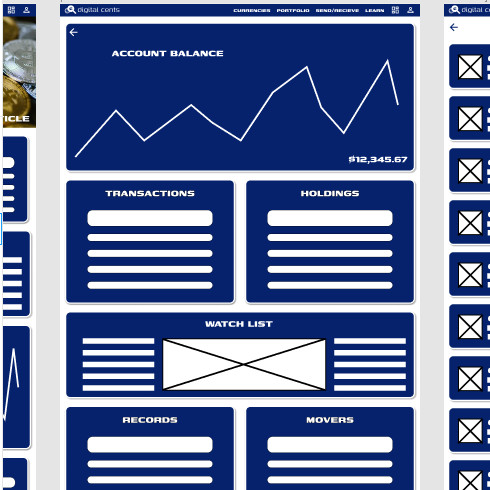 digital cents
CURRENCIES PORTFOLIO SEND/RECIEVE LEARN
ICLE
ACCOUNT BALANCE
$12,345.67
TRANSACTIONS
HOLDINGS
WATCH LIST
RECORDS
MOVERS
digital cents